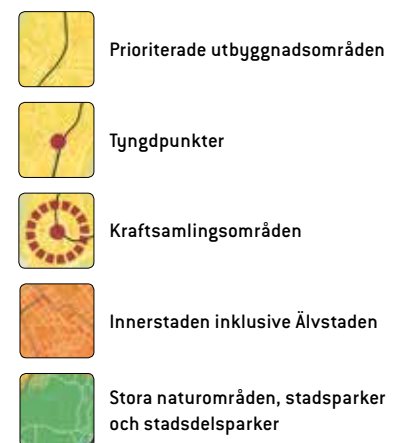 Prioriterade utbyggnadsområden
Tyngdpunkter
Kraftsamlingsområden
Innerstaden inklusive Älvstaden
Stora naturområden, stadsparker
och stadsdelsparker